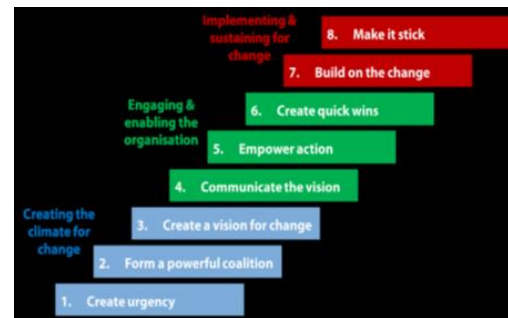 Implementing &
sustaining for
change
8. Make it stick
7. Build on the change
Engaging &
enabling the
organisation
6. Create quick wins
5. Empower action
4. Communicate the vision
Creating the
climate for
change
3. Create a vision for change
2. Form a powerful coalition
1. Create urgency